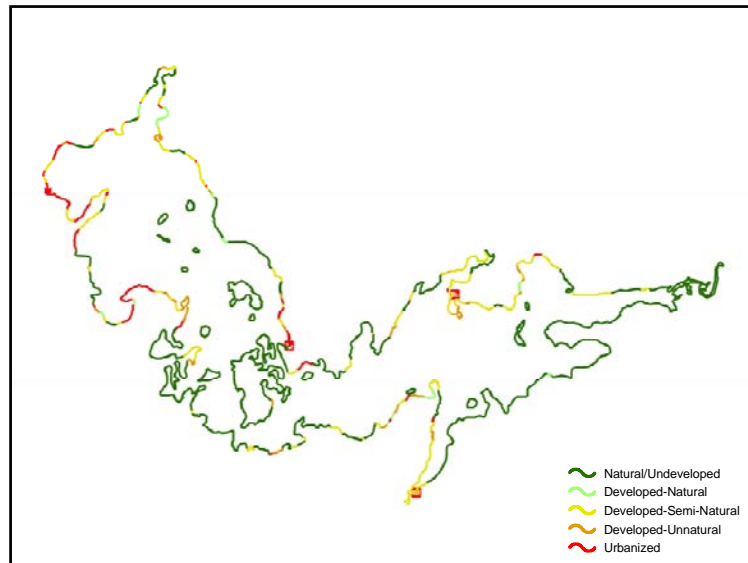 Natural/Undeveloped
Developed-Natural
Developed-Semi-Natural
Developed-Unnatural
Urbanized